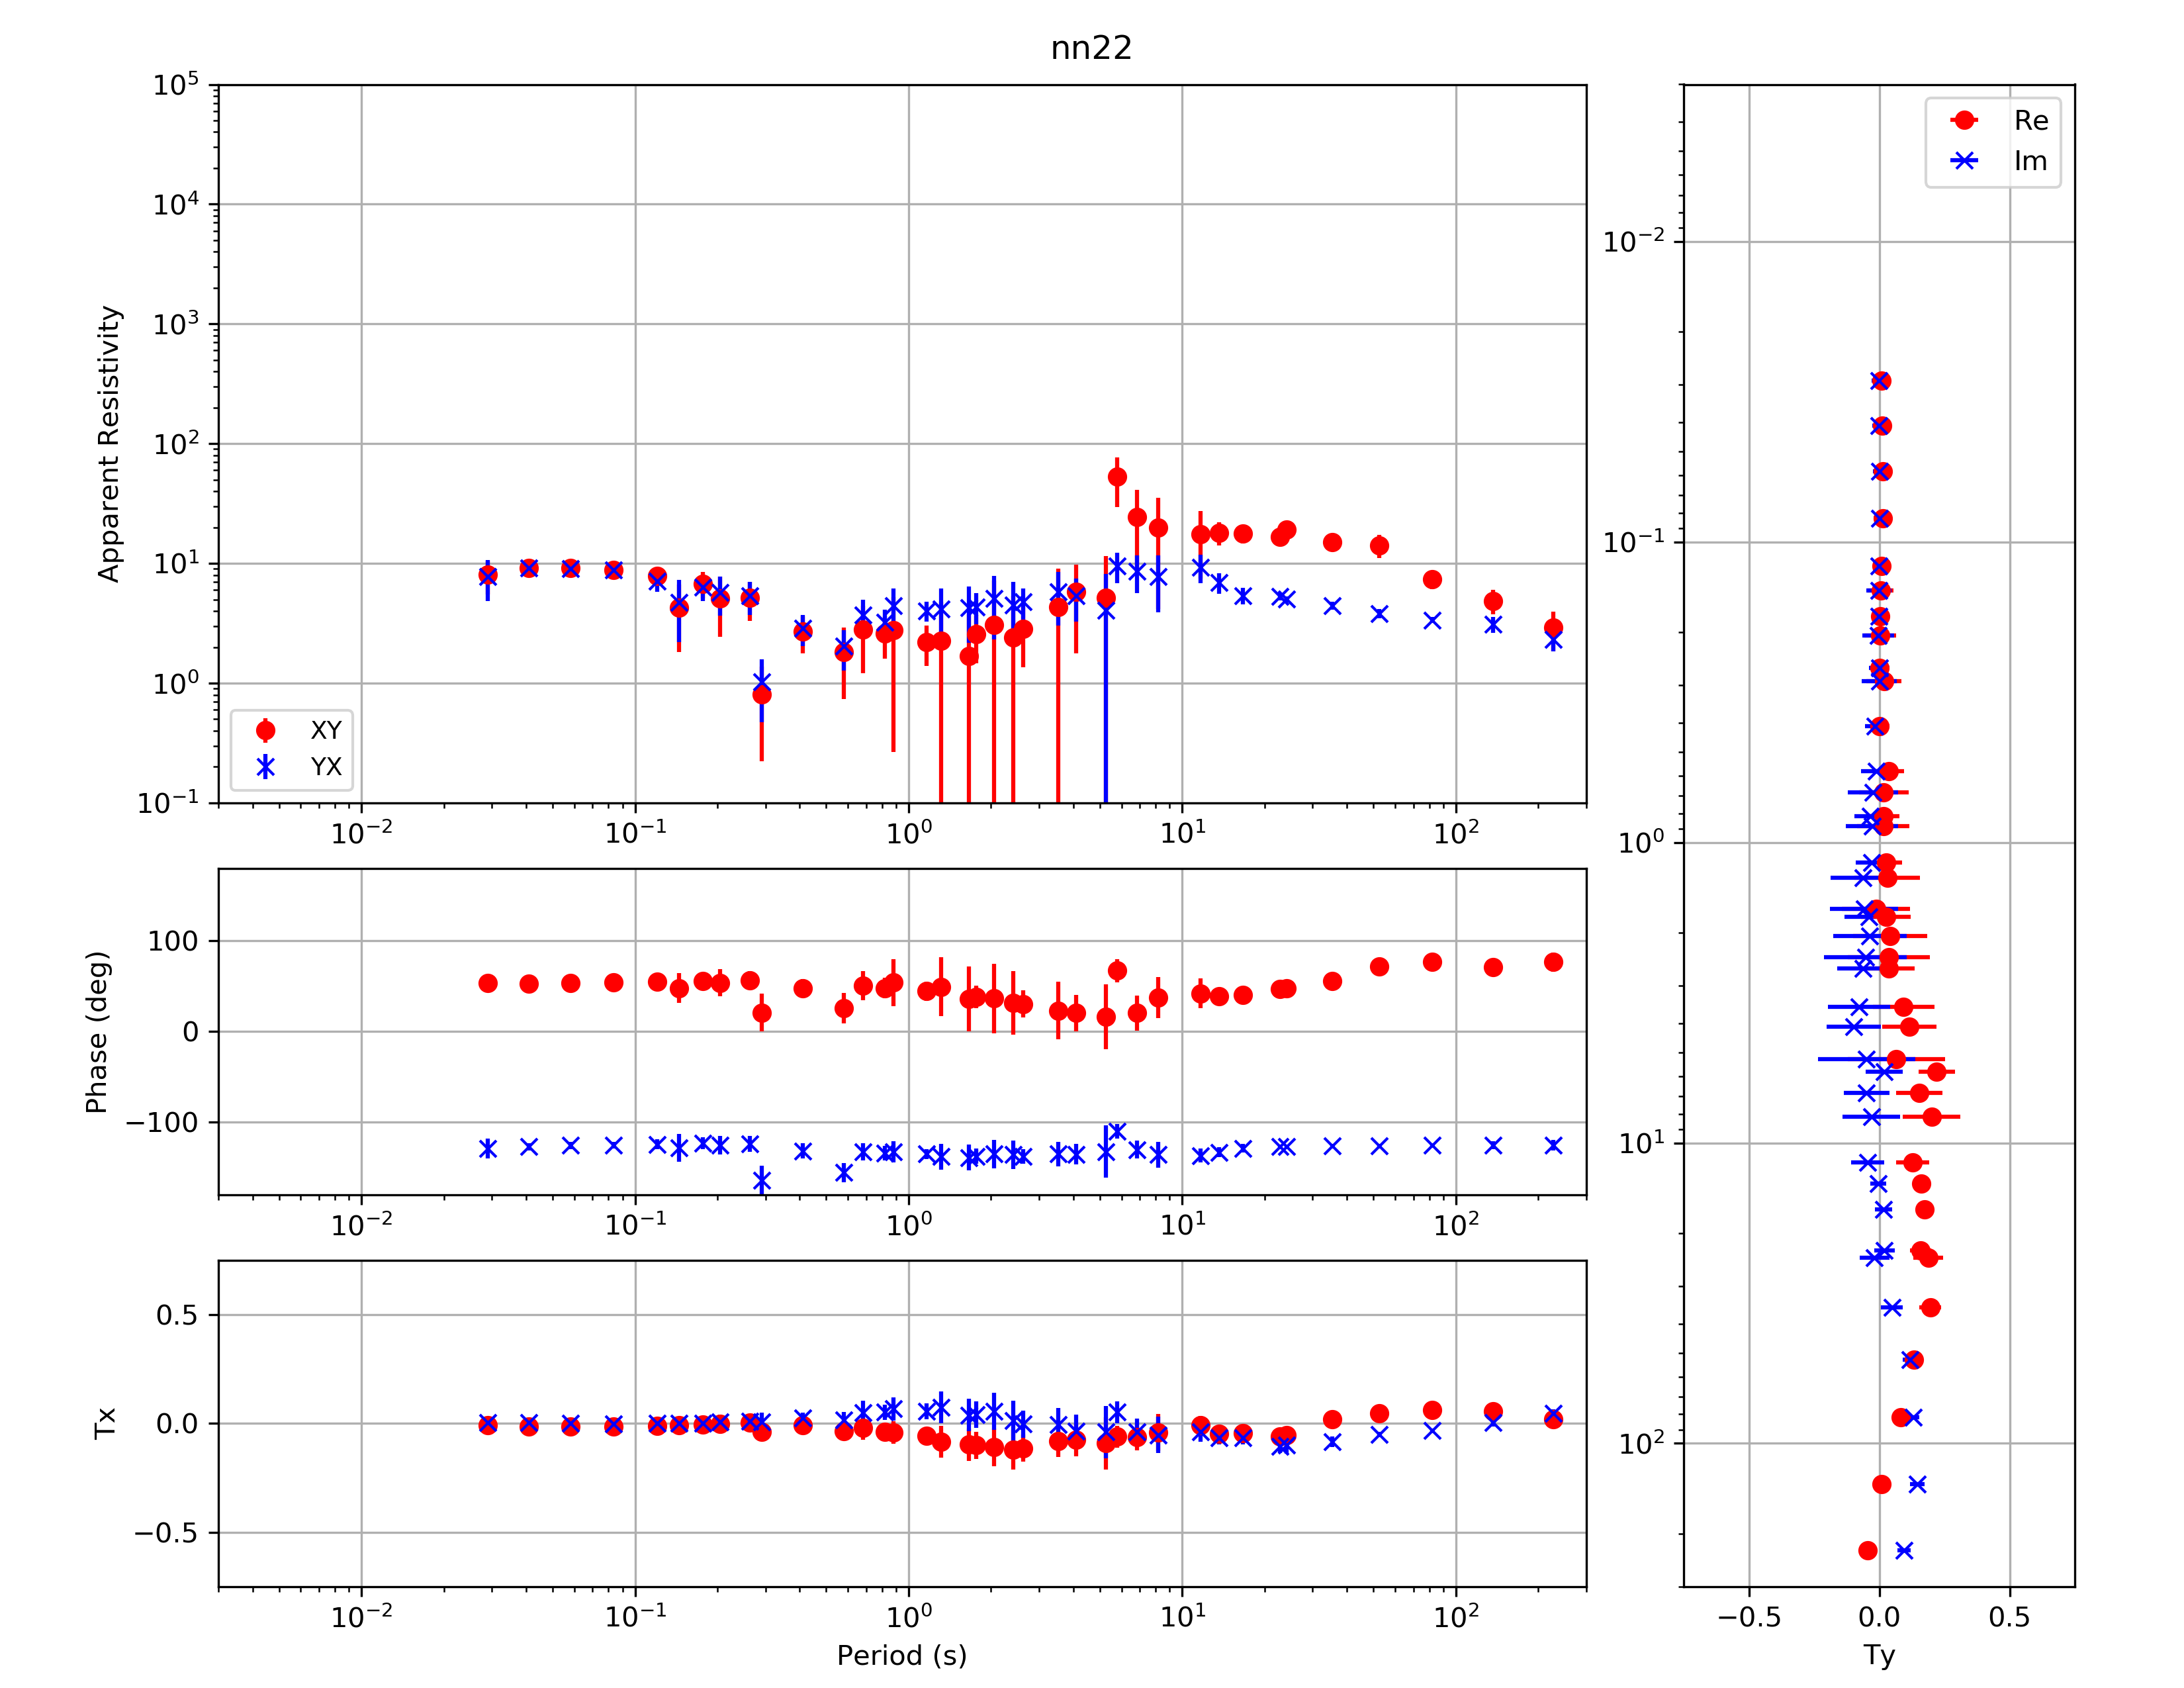 nn22
10^5
10^4
10^3
10^2
10^1
10^0
10^-1
Apparent Resistivity
XY
YX
10^-2 10^-1 10^0 10^1 10^2
100
0
−100
Phase (deg)
10^-2 10^-1 10^0 10^1 10^2
0.5
0.0
−0.5
Tx
10^-2 10^-1 10^0 10^1 10^2
Period (s)
Re
Im
10^-2
10^-1
10^0
10^1
10^2
−0.5 0.0 0.5
Ty